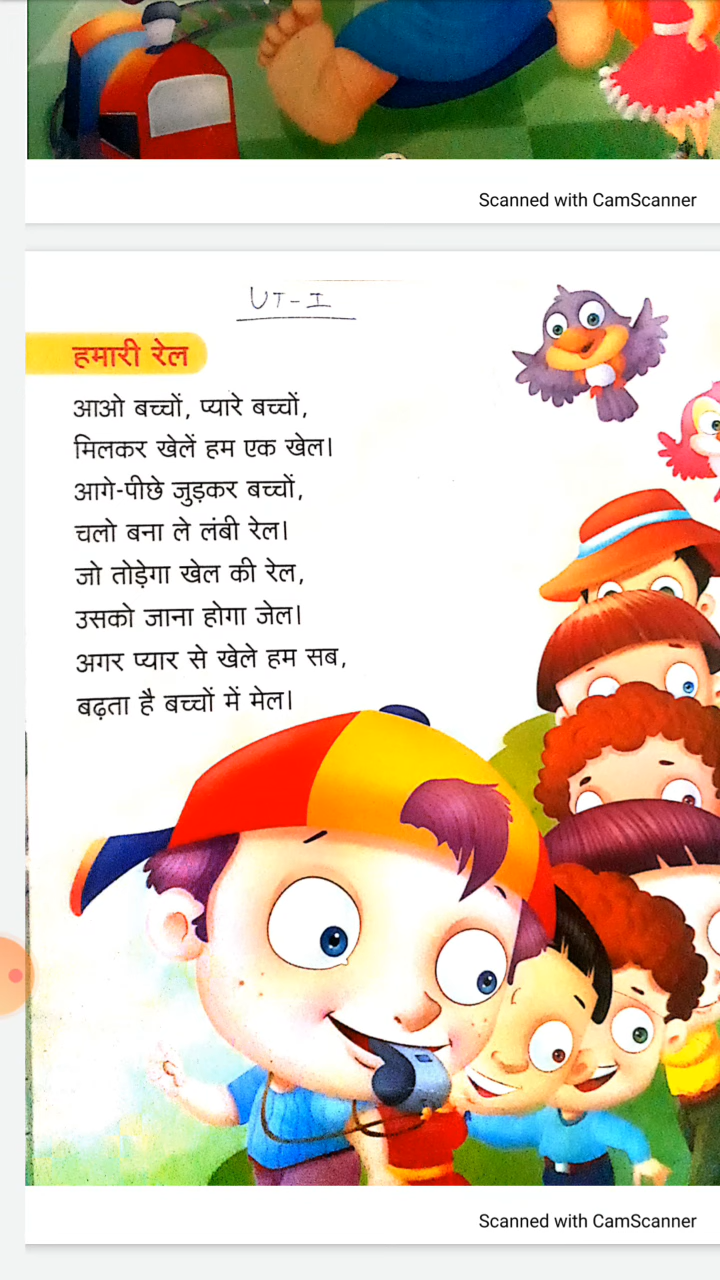 Scanned with CamScanner
UT-I
हमारी रेल
आओ बच्चों, प्यारे बच्चों,
मिलकर खेलें हम एक खेल।
आगे-पीछे जुड़कर बच्चों,
चलो बना ले लंबी रेल।
जो तोड़ेगा खेल की रेल,
उसको जाना होगा जेल।
अगर प्यार से खेले हम सब,
बढ़ता है बच्चों में मेल।
Scanned with CamScanner